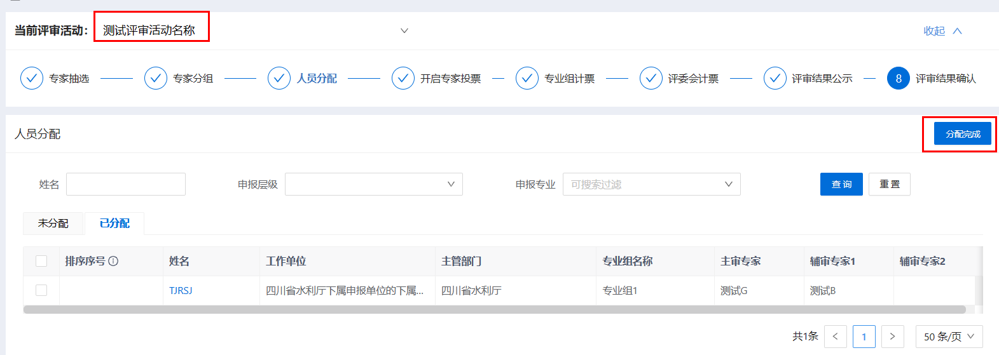 当前评审活动: 测试评审活动名称 收起
专家抽选 专家分组 人员分配 开启专家投票 专业组计票 评委会计票 评审结果公示 8 评审结果确认
人员分配 分配完成
姓名 申报层级 申报专业 可搜索过滤 查 询 重 置
未分配 已分配
排序序号 姓名 工作单位 主管部门 专业组名称 主审专家 辅审专家1 辅审专家2
TJRSJ 四川省水利厅下属申报单位的下属... 四川省水利厅 专业组1 测试G 测试B
共1条 < 1 > 50 条/页